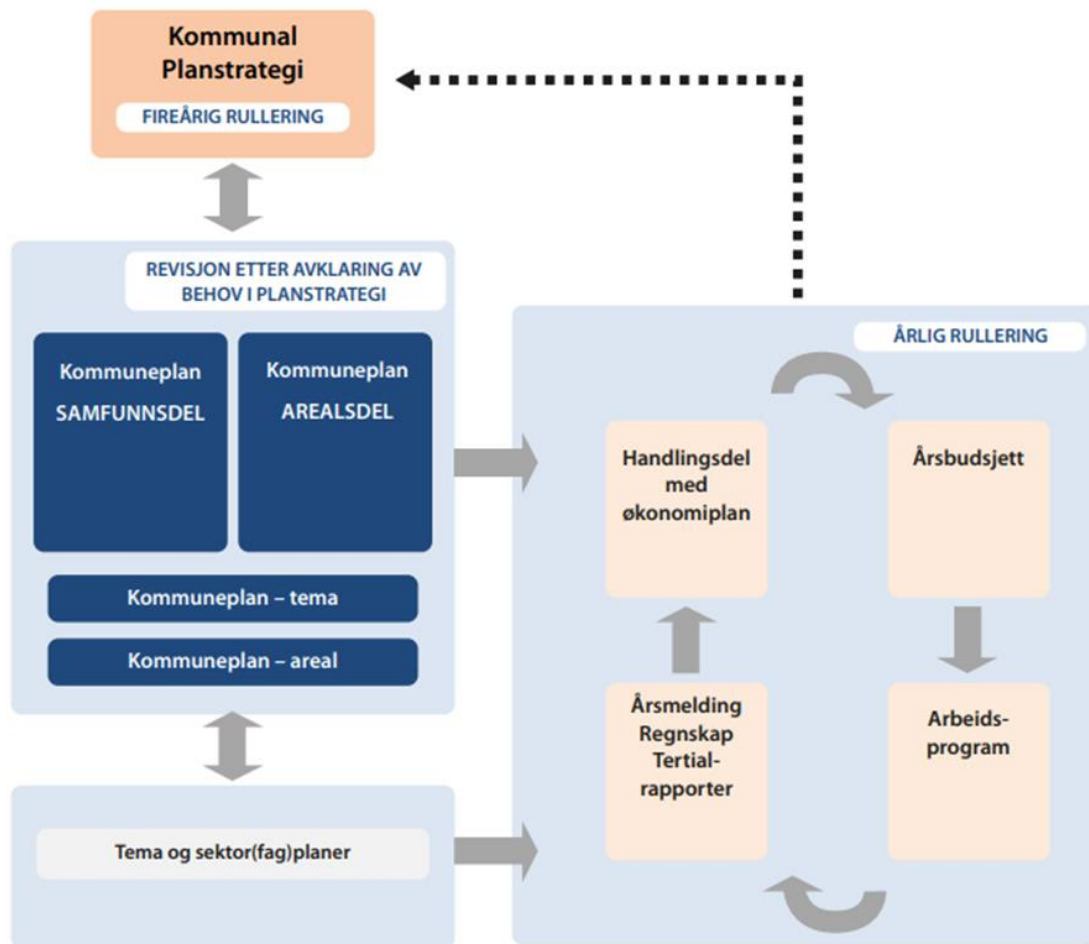 Kommunal
Planstrategi
FIREÅRIG RULLERING
REVISJON ETTER AVKLARING AV
BEHOV I PLANSTRATEGI
Kommuneplan
SAMFUNNSDEL
Kommuneplan
AREALSDEL
Kommuneplan – tema
Kommuneplan – areal
Tema og sektor(fag)planer
ÅRLIG RULLERING
Handlingsdel
med
økonomiplan
Årsbudsjett
Årsmelding
Regnskap
Tertial-
rapporter
Arbeids-
program